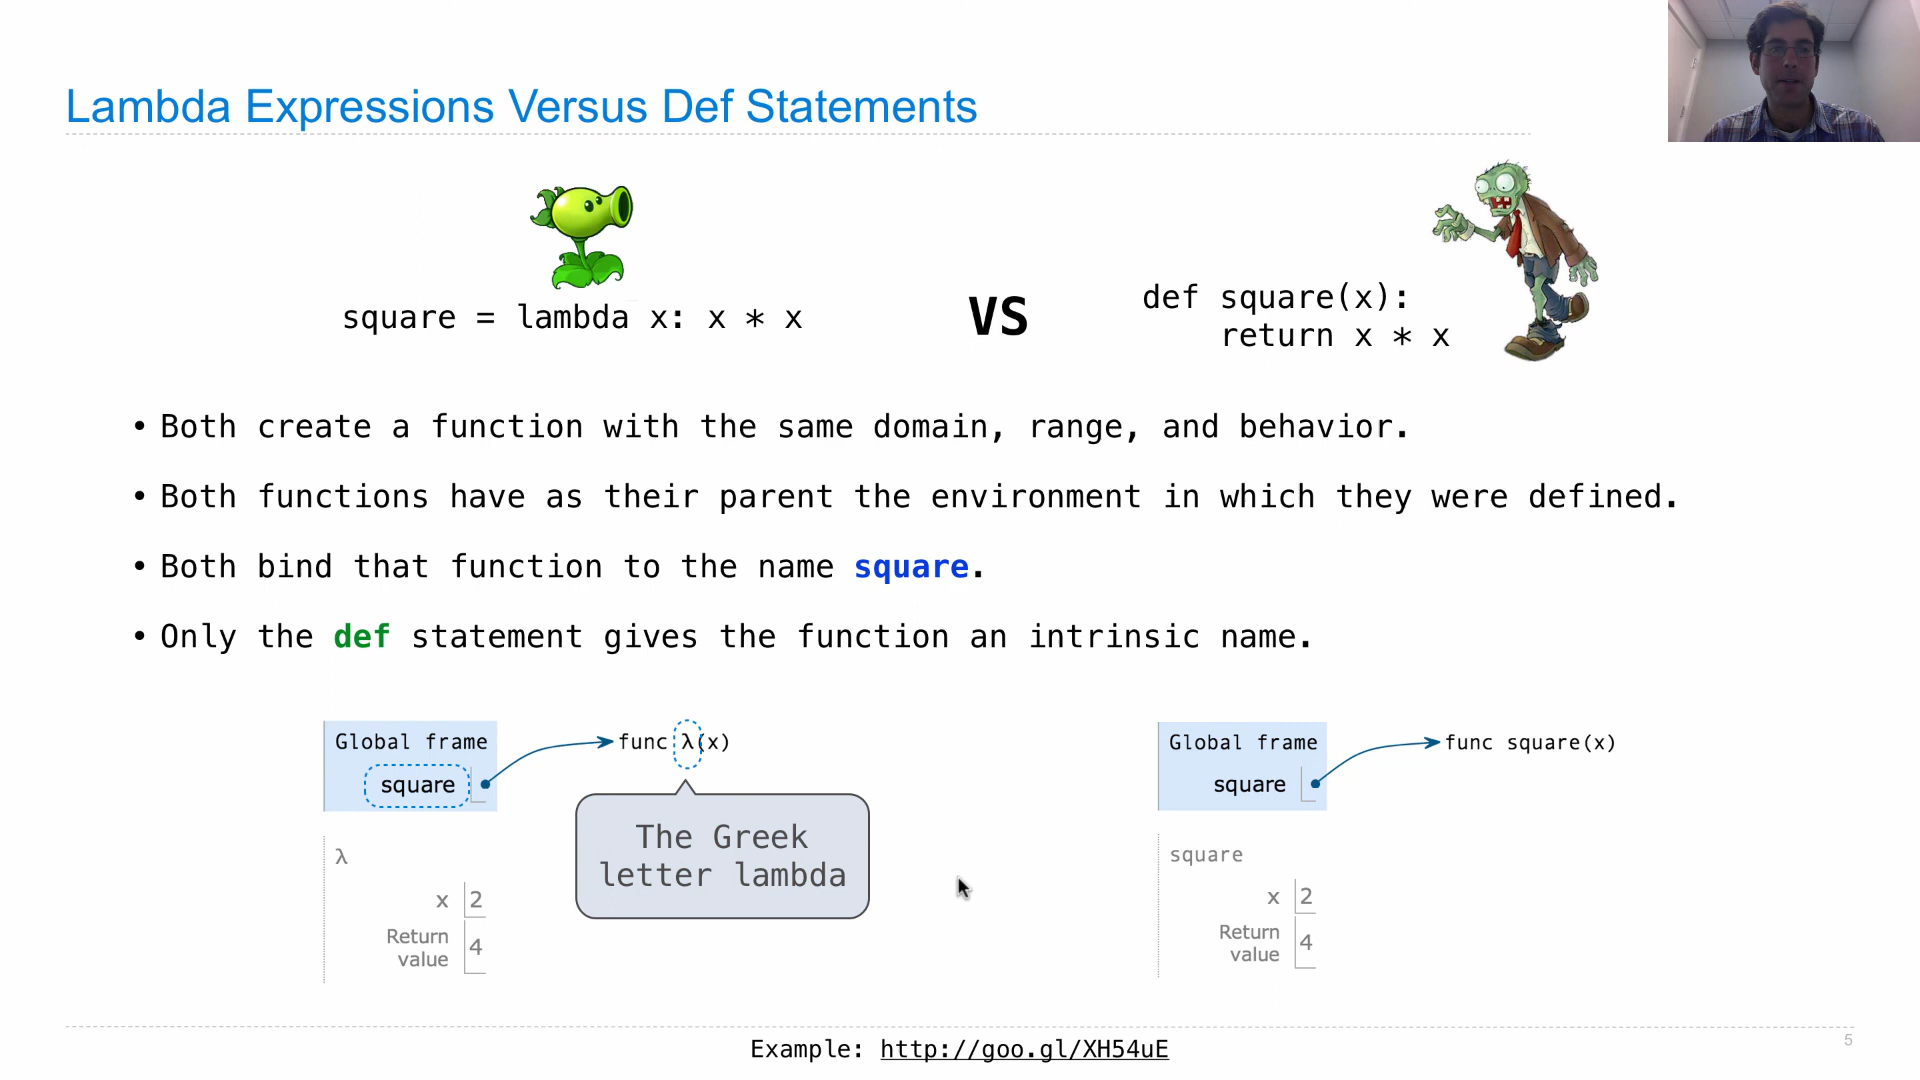 Lambda Expressions Versus Def Statements
square = lambda x: x * x
VS
def square(x):
return x * x
• Both create a function with the same domain, range, and behavior.
• Both functions have as their parent the environment in which they were defined.
• Both bind that function to the name square.
• Only the def statement gives the function an intrinsic name.
Global frame
square
func λ(x)
The Greek
letter lambda
λ
x 2
Return
value 4
Global frame
square
func square(x)
square
x 2
Return
value 4
Example: http://goo.gl/XH54uE
5